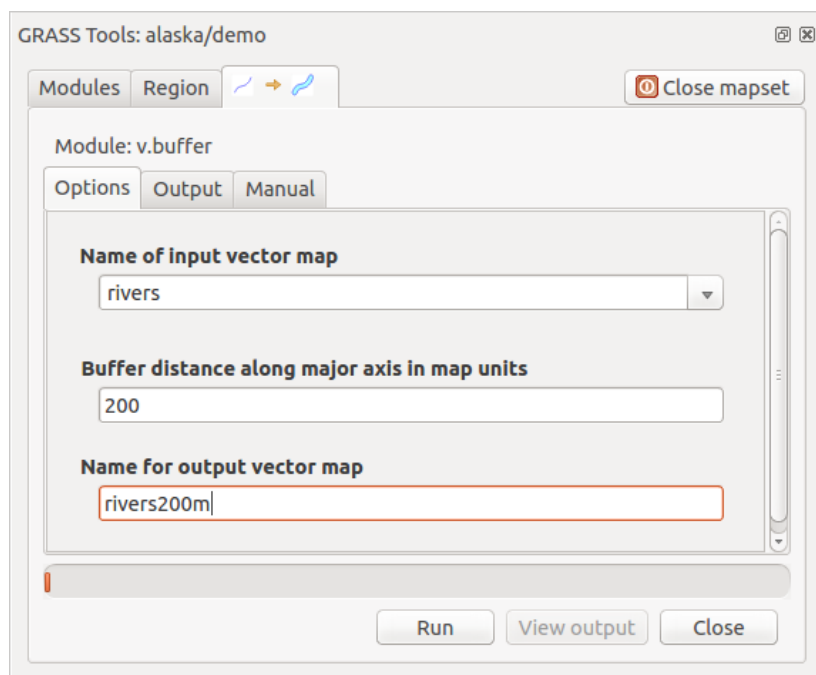 GRASS Tools: alaska/demo
Modules Region Close mapset
Module: v.buffer
Options Output Manual
Name of input vector map
rivers
Buffer distance along major axis in map units
200
Name for output vector map
rivers200m
Run View output Close